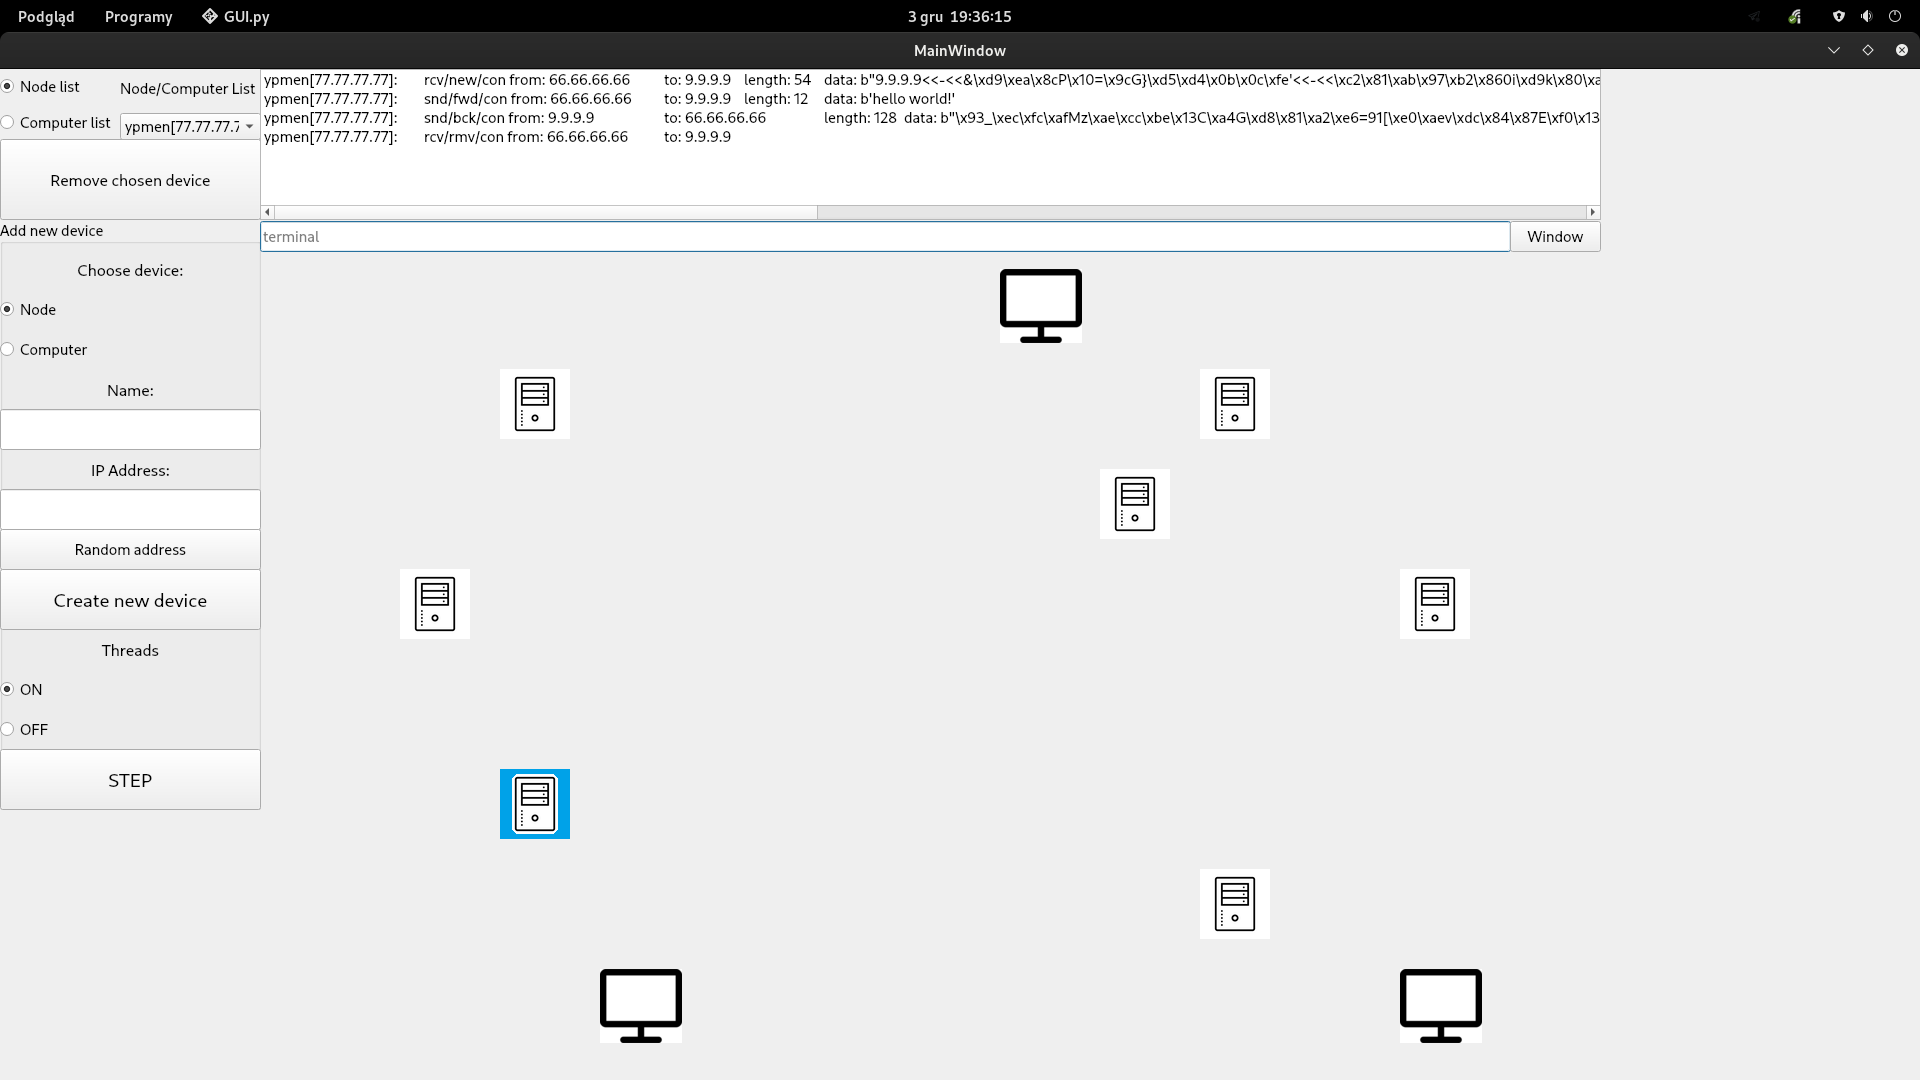 Podgląd Programy GUI.py 3 gru 19:36:15
MainWindow
Node list Node/Computer List
Computer list ypmen[77.77.77.7
Remove chosen device
ypmen[77.77.77.77]: rcv/new/con from: 66.66.66.66 to: 9.9.9.9 length: 54 data: b"9.9.9.9<<-<<&\xd9\xea\x8cP\x10=\x9cG}\xd5\xd4\x0b\x0c\xfe'<<-<<\xc2\x81\xab\x97\xb2\x860i\xd9k\x80\xa
ypmen[77.77.77.77]: snd/fwd/con from: 66.66.66.66 to: 9.9.9.9 length: 12 data: b'hello world!'
ypmen[77.77.77.77]: snd/bck/con from: 9.9.9.9 to: 66.66.66.66 length: 128 data: b"\x93_\xec\xfc\xafMz\xae\xcc\xbe\x13C\xa4G\xd8\x81\xa2\xe6=91[\xe0\xaev\xdc\x84\x87E\xf0\x13
ypmen[77.77.77.77]: rcv/rmv/con from: 66.66.66.66 to: 9.9.9.9
terminal Window
Add new device
Choose device:
Node
Computer
Name:
IP Address:
Random address
Create new device
Threads
ON
OFF
STEP